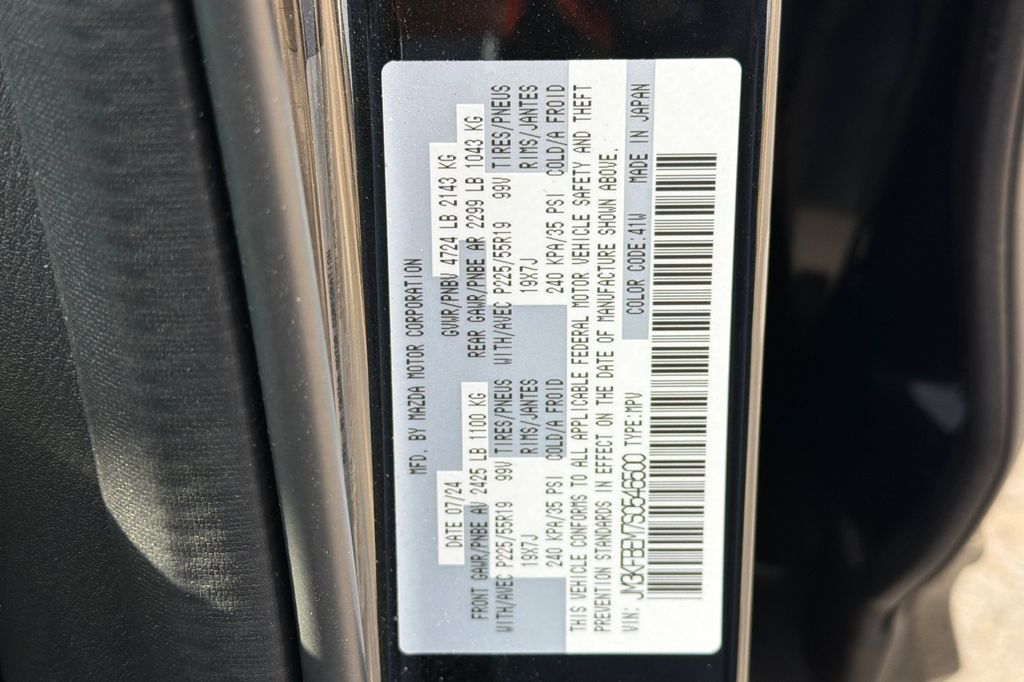 MFD. BY MAZDA MOTOR CORPORATION
DATE 07/24 GVWR/PNBV 4724 LB 2143 KG
FRONT GAWR/PNBE AV 2425 LB 1100 KG REAR GAWR/PNBE AR 2299 LB 1043 KG
WITH/AVEC P225/55R19 99V TIRES/PNEUS WITH/AVEC P225/55R19 99V TIRES/PNEUS
19X7J RIMS/JANTES 19X7J RIMS/JANTES
240 KPA/35 PSI COLD/A FROID 240 KPA/35 PSI COLD/A FROID
THIS VEHICLE CONFORMS TO ALL APPLICABLE FEDERAL MOTOR VEHICLE SAFETY AND THEFT
PREVENTION STANDARDS IN EFFECT ON THE DATE OF MANUFACTURE SHOWN ABOVE.
VIN: JM3KFBBM7S0546600 TYPE:MPV COLOR CODE:41W MADE IN JAPAN